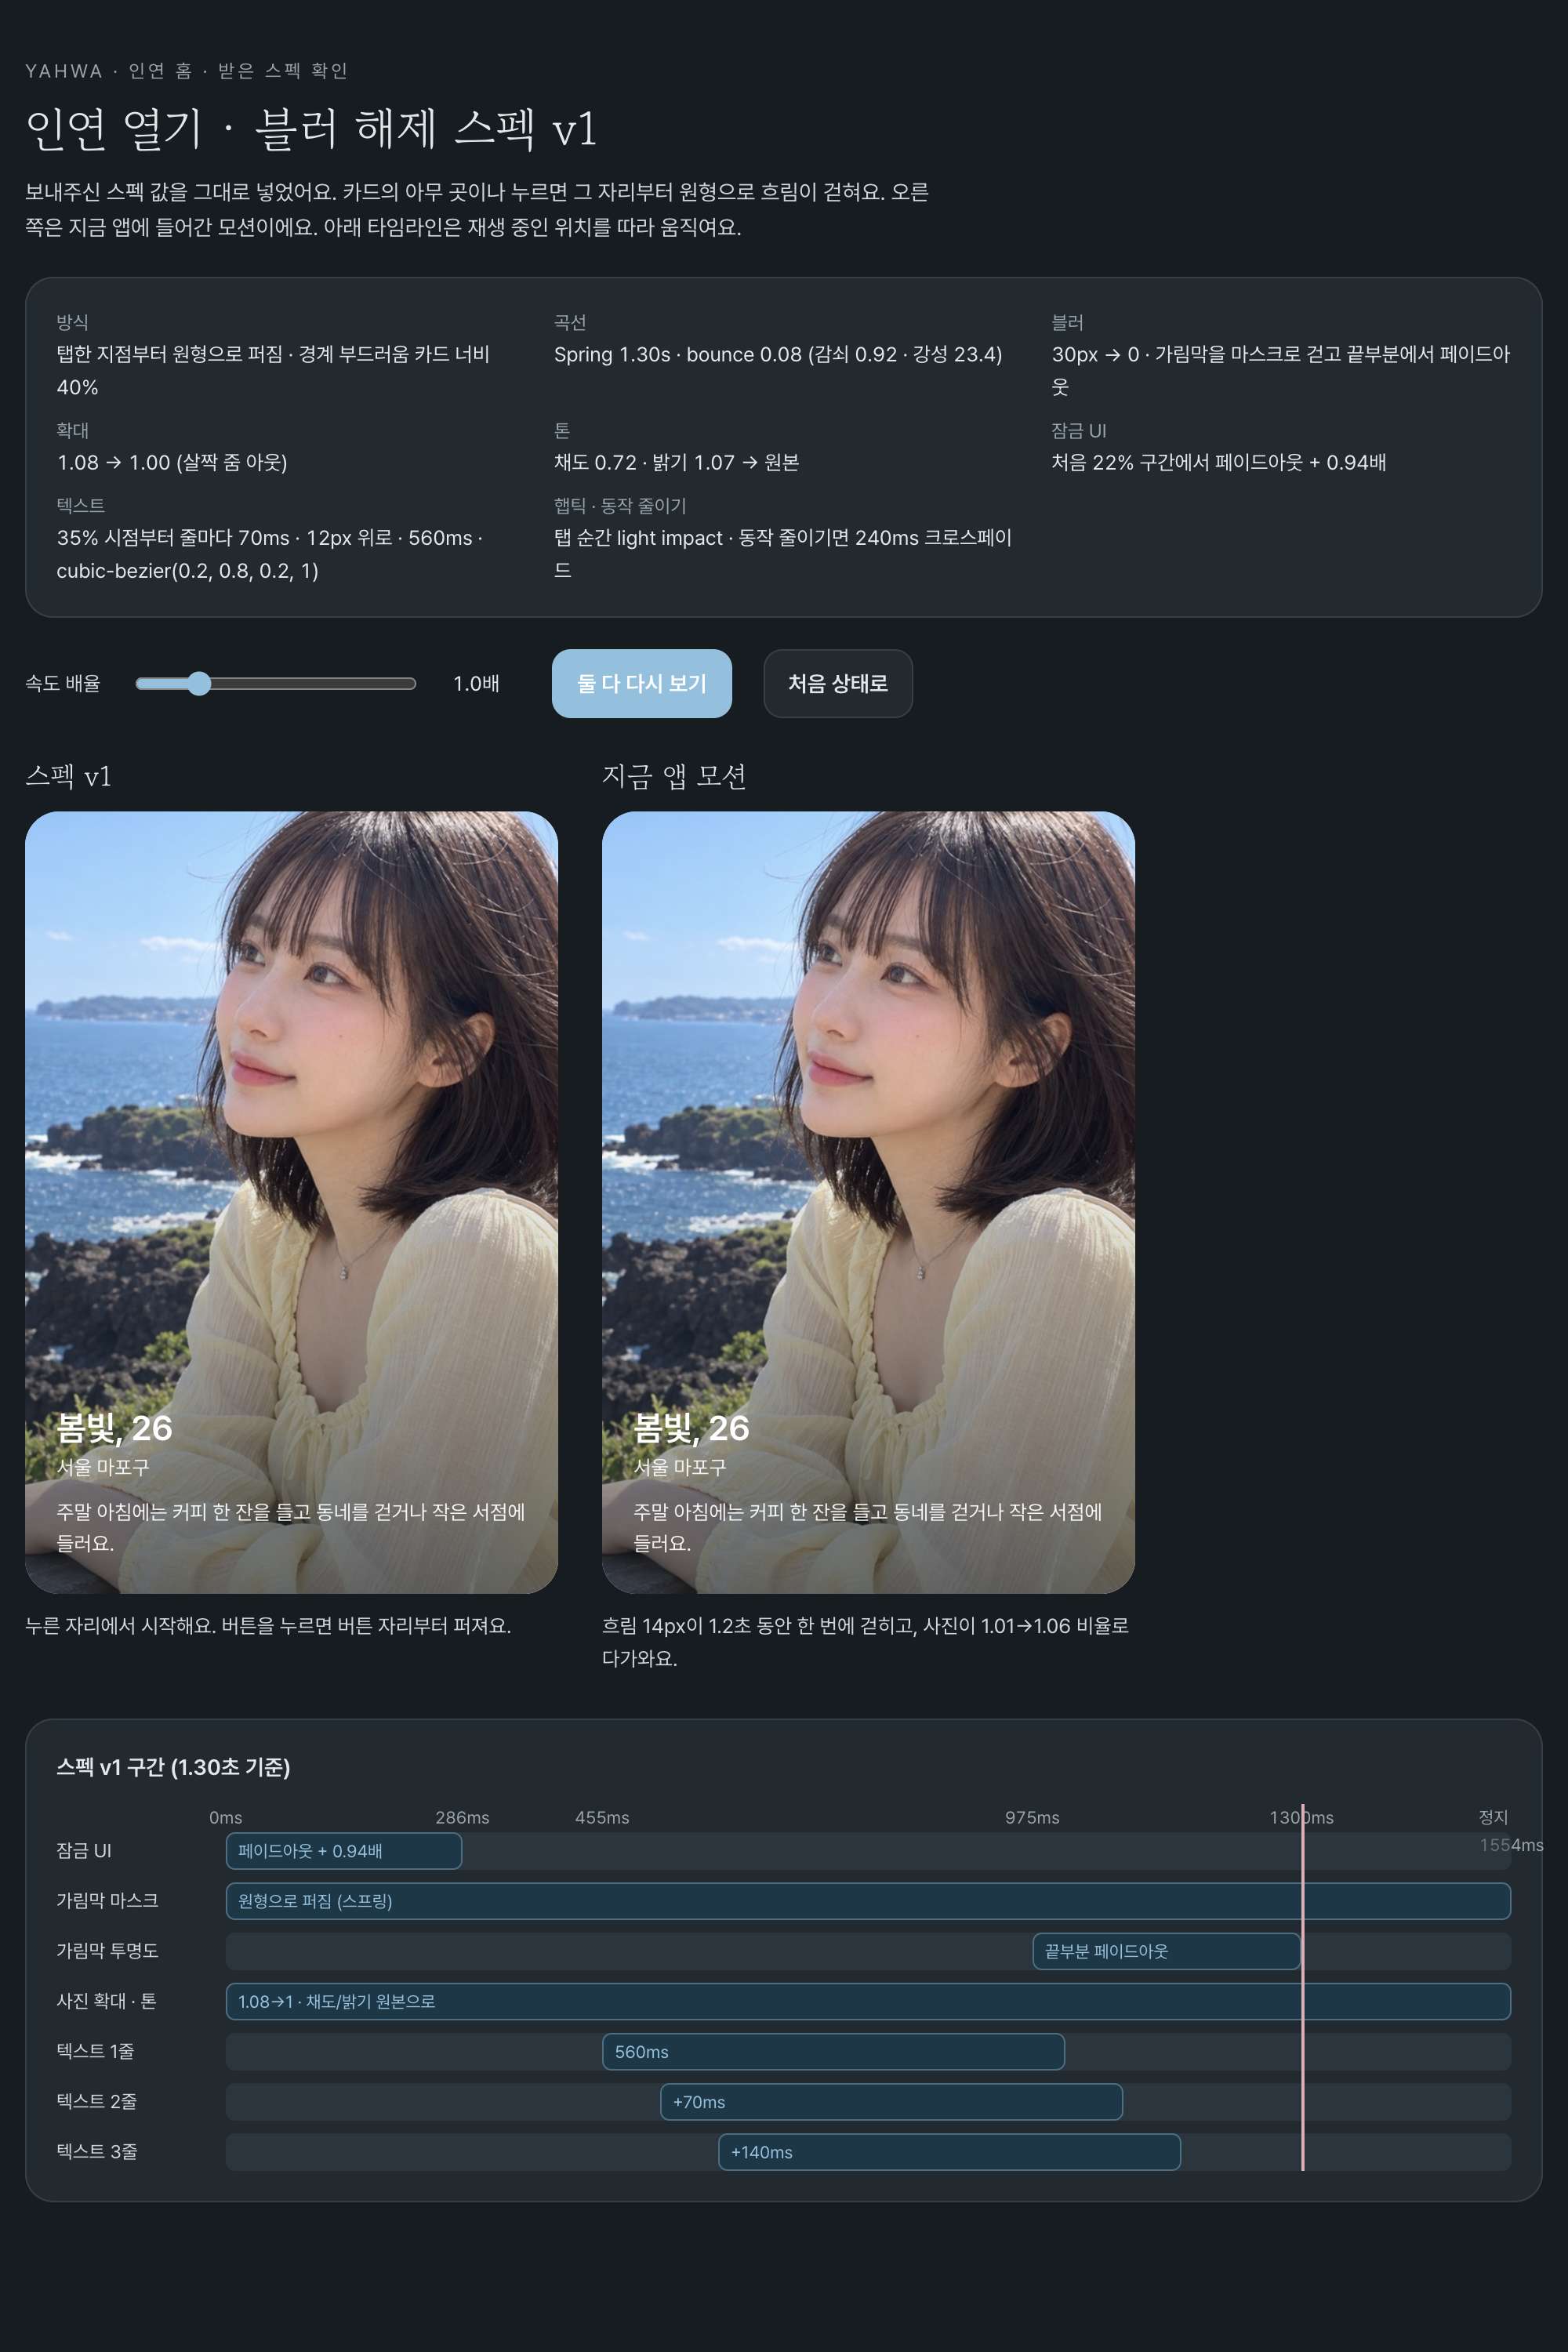 YAHWA · 인연 홈 · 받은 스펙 확인
인연 열기 · 블러 해제 스펙 v1
보내주신 스펙 값을 그대로 넣었어요. 카드의 아무 곳이나 누르면 그 자리부터 원형으로 흐림이 걷혀요. 오른
쪽은 지금 앱에 들어간 모션이에요. 아래 타임라인은 재생 중인 위치를 따라 움직여요.
방식
탭한 지점부터 원형으로 퍼짐 · 경계 부드러움 카드 너비
40%
곡선
Spring 1.30s · bounce 0.08 (감쇠 0.92 · 강성 23.4)
블러
30px → 0 · 가림막을 마스크로 걷고 끝부분에서 페이드아
웃
확대
1.08 → 1.00 (살짝 줌 아웃)
톤
채도 0.72 · 밝기 1.07 → 원본
잠금 UI
처음 22% 구간에서 페이드아웃 + 0.94배
텍스트
35% 시점부터 줄마다 70ms · 12px 위로 · 560ms ·
cubic-bezier(0.2, 0.8, 0.2, 1)
햅틱 · 동작 줄이기
탭 순간 light impact · 동작 줄이기면 240ms 크로스페이
드
속도 배율
1.0배
둘 다 다시 보기
처음 상태로
스펙 v1
봄빛, 26
서울 마포구
주말 아침에는 커피 한 잔을 들고 동네를 걷거나 작은 서점에
들러요.
누른 자리에서 시작해요. 버튼을 누르면 버튼 자리부터 퍼져요.
지금 앱 모션
봄빛, 26
서울 마포구
주말 아침에는 커피 한 잔을 들고 동네를 걷거나 작은 서점에
들러요.
흐림 14px이 1.2초 동안 한 번에 걷히고, 사진이 1.01→1.06 비율로
다가와요.
스펙 v1 구간 (1.30초 기준)
0ms 286ms 455ms 975ms 1300ms 정지
1554ms
잠금 UI 페이드아웃 + 0.94배
가림막 마스크 원형으로 퍼짐 (스프링)
가림막 투명도 끝부분 페이드아웃
사진 확대 · 톤 1.08→1 · 채도/밝기 원본으로
텍스트 1줄 560ms
텍스트 2줄 +70ms
텍스트 3줄 +140ms